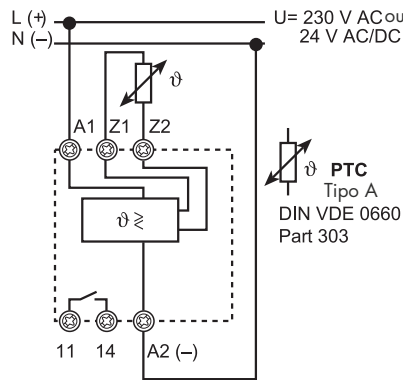 L (+)
U= 230 V AC ou
N (–)
24 V AC/DC
ϑ
A1 Z1 Z2
ϑ PTC
Tipo A
DIN VDE 0660
Part 303
ϑ ≷
11 14 A2 (–)